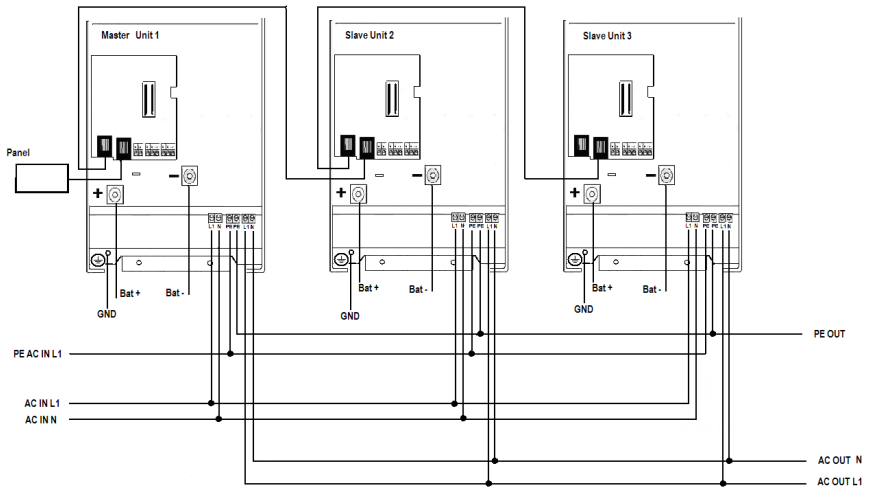 Master Unit 1
Slave Unit 2
Slave Unit 3
Panel
+
-
+
-
+
-
L1 N PE PE L1 N
L1 N PE PE L1 N
L1 N PE PE L1 N
Bat +
Bat -
Bat +
Bat -
Bat +
Bat -
GND
GND
GND
PE OUT
PE AC IN L1
AC IN L1
AC IN N
AC OUT N
AC OUT L1